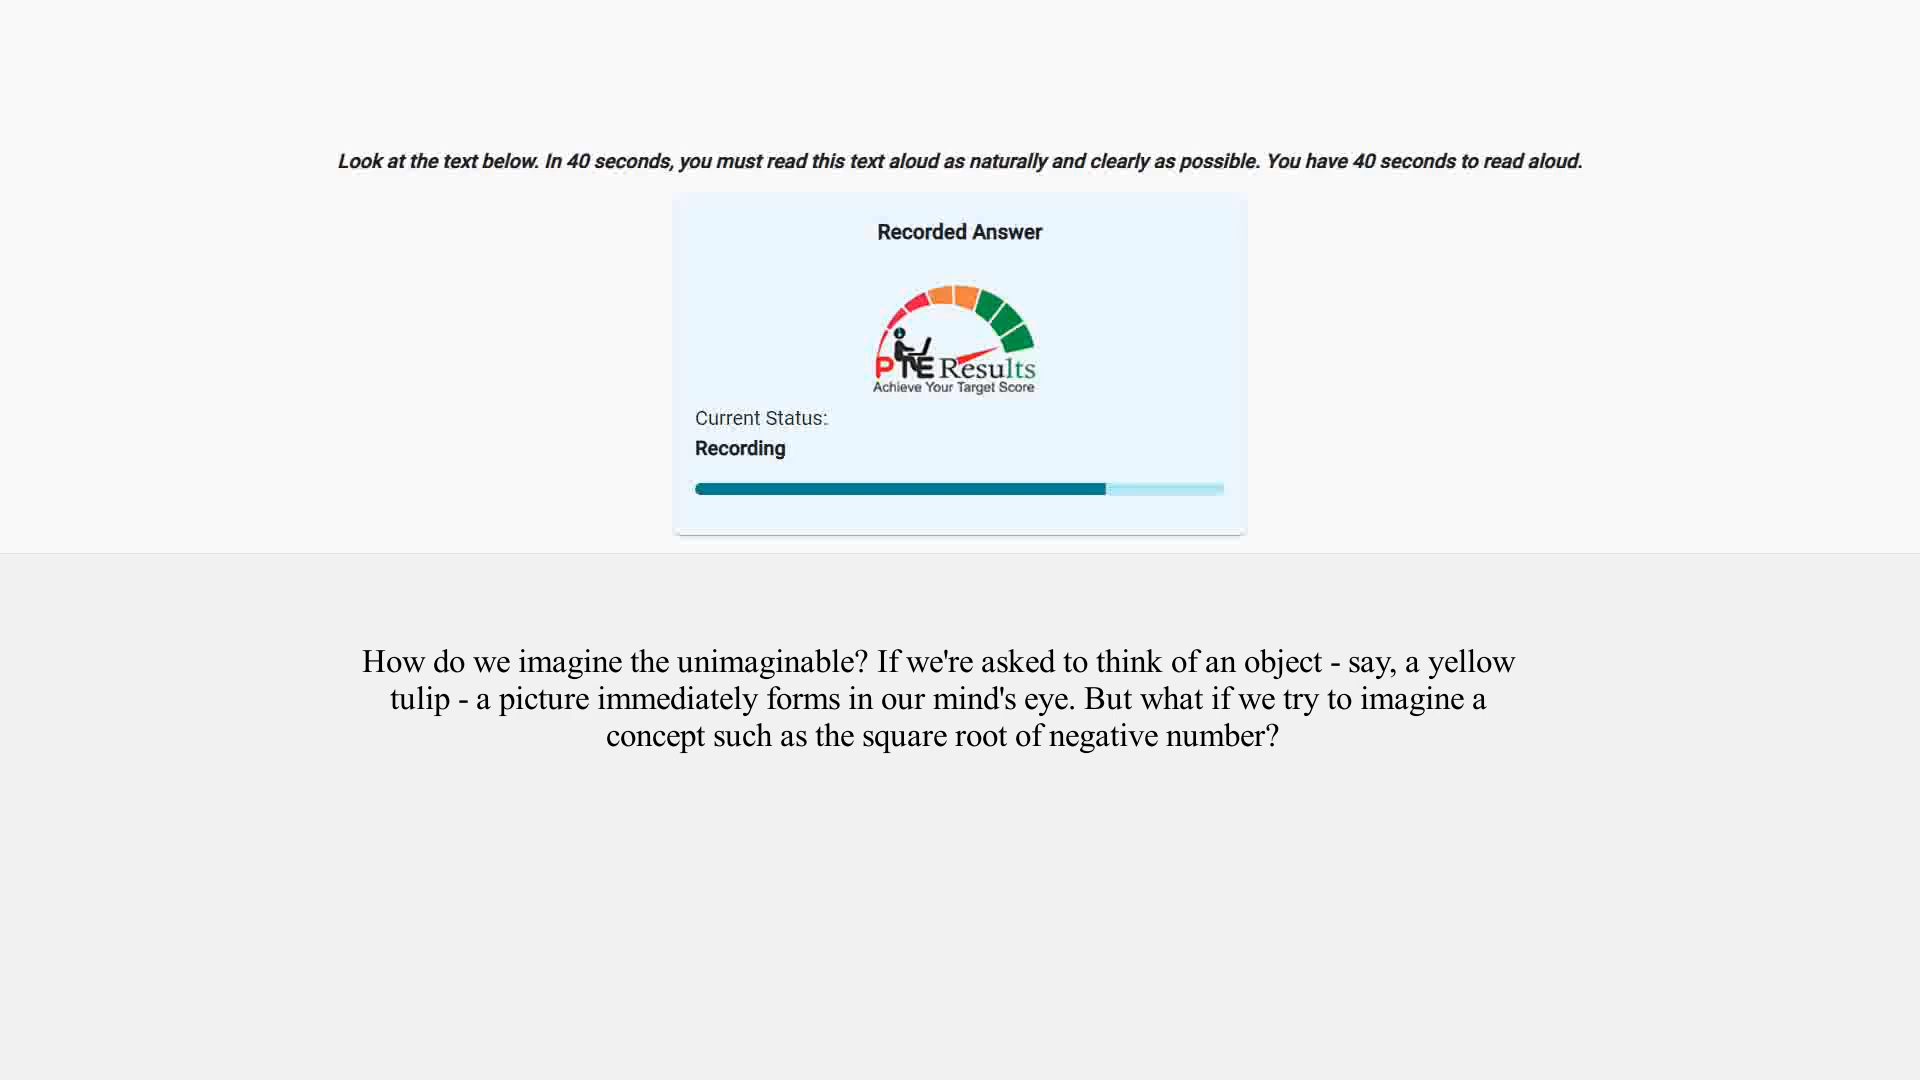 Look at the text below. In 40 seconds, you must read this text aloud as naturally and clearly as possible. You have 40 seconds to read aloud.
Recorded Answer
PTE Results
Achieve Your Target Score
Current Status:
Recording
How do we imagine the unimaginable? If we're asked to think of an object - say, a yellow
tulip - a picture immediately forms in our mind's eye. But what if we try to imagine a
concept such as the square root of negative number?